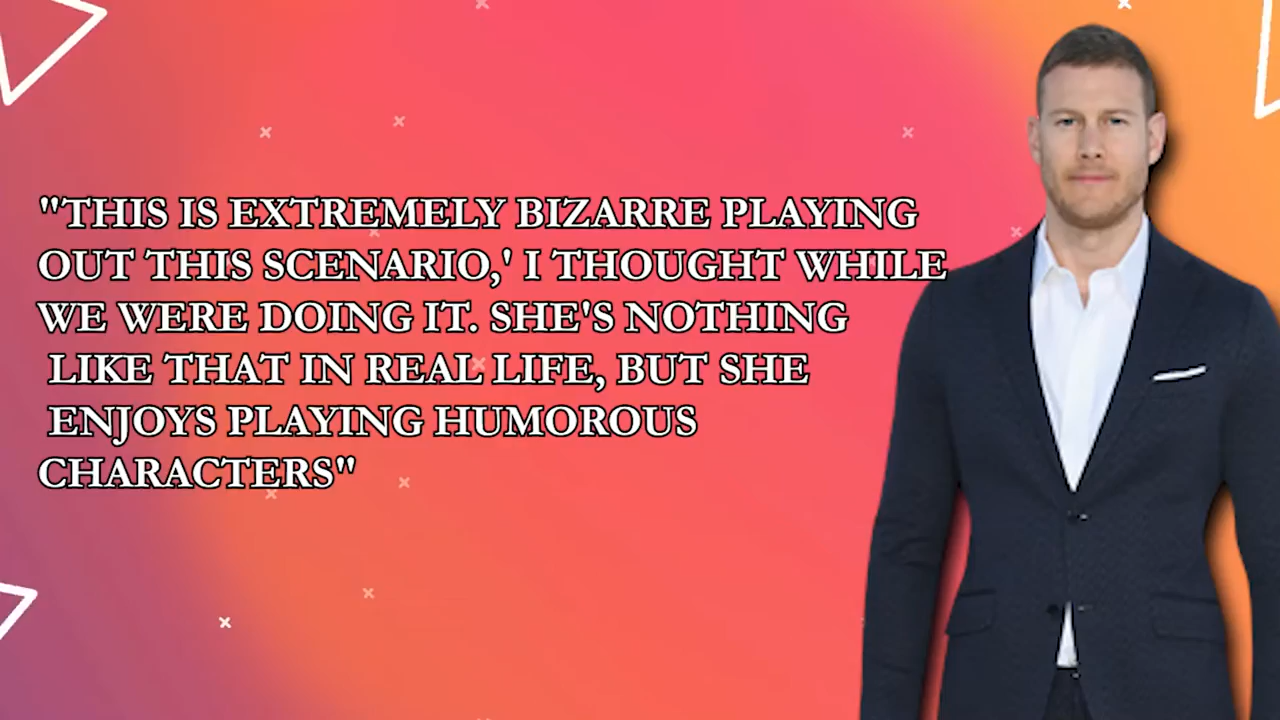 "THIS IS EXTREMELY BIZARRE PLAYING
OUT THIS SCENARIO,' I THOUGHT WHILE
WE WERE DOING IT. SHE'S NOTHING
LIKE THAT IN REAL LIFE, BUT SHE
ENJOYS PLAYING HUMOROUS
CHARACTERS"